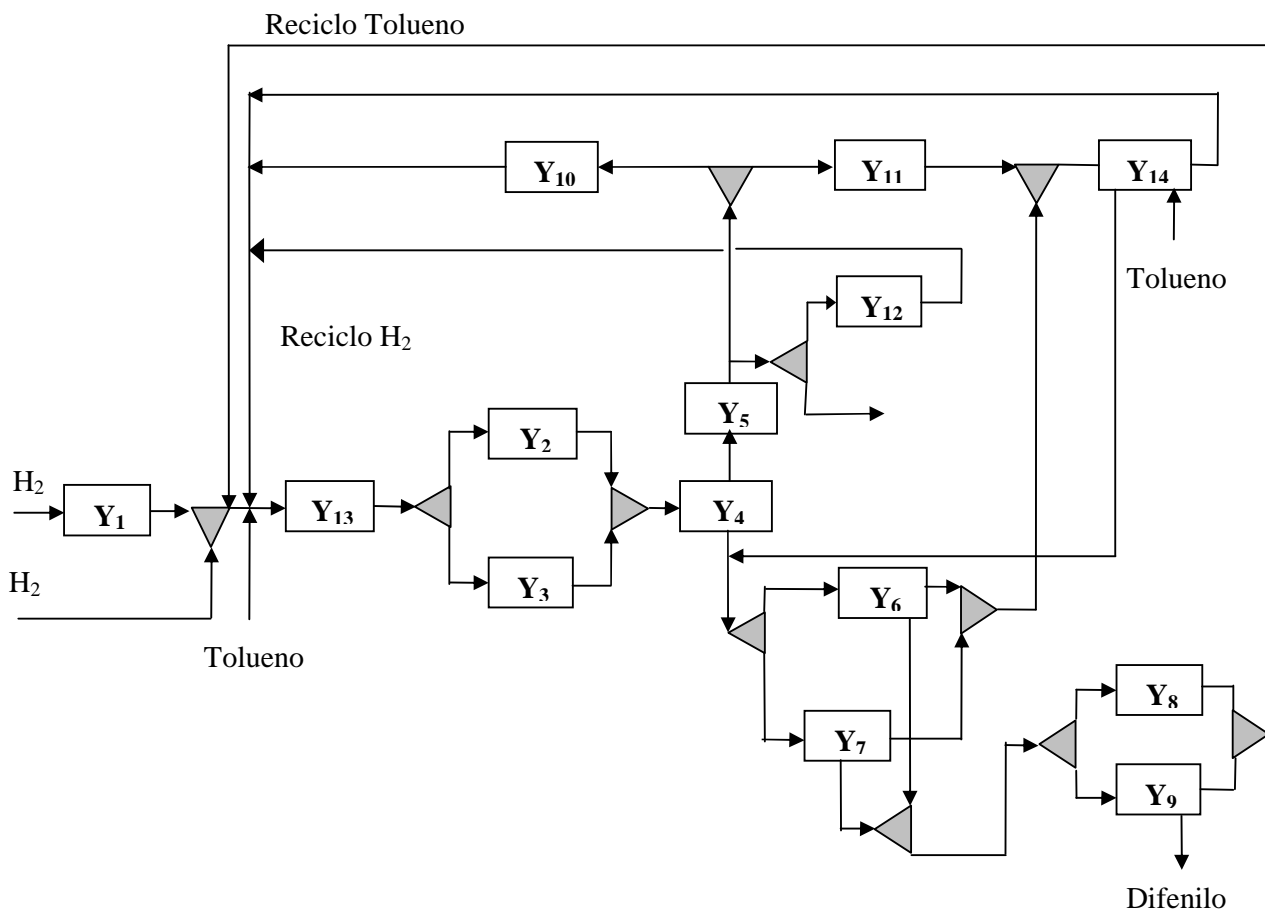 Reciclo Tolueno
Y₁₀
Y₁₁
Y₁₄
Tolueno
Y₁₂
Reciclo H₂
Y₅
Y₂
H₂
Y₁
Y₁₃
Y₄
H₂
Y₃
Y₆
Tolueno
Y₈
Y₇
Y₉
Difenilo